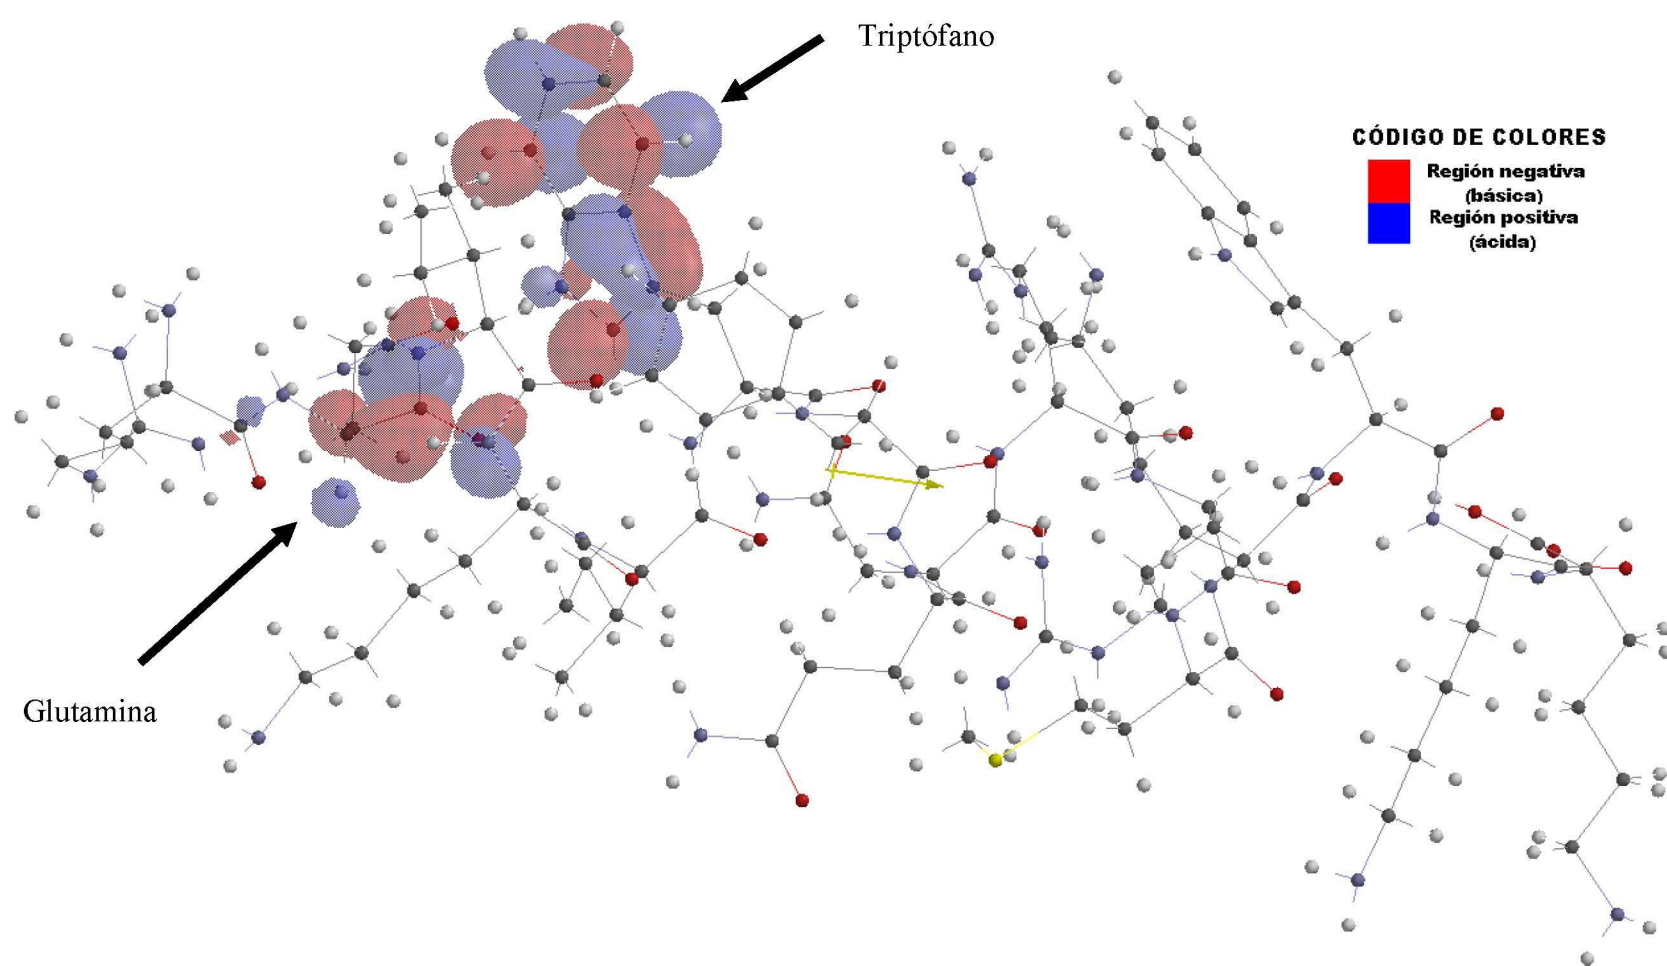 Triptófano
CÓDIGO DE COLORES
Región negativa
(básica)
Región positiva
(ácida)
Glutamina